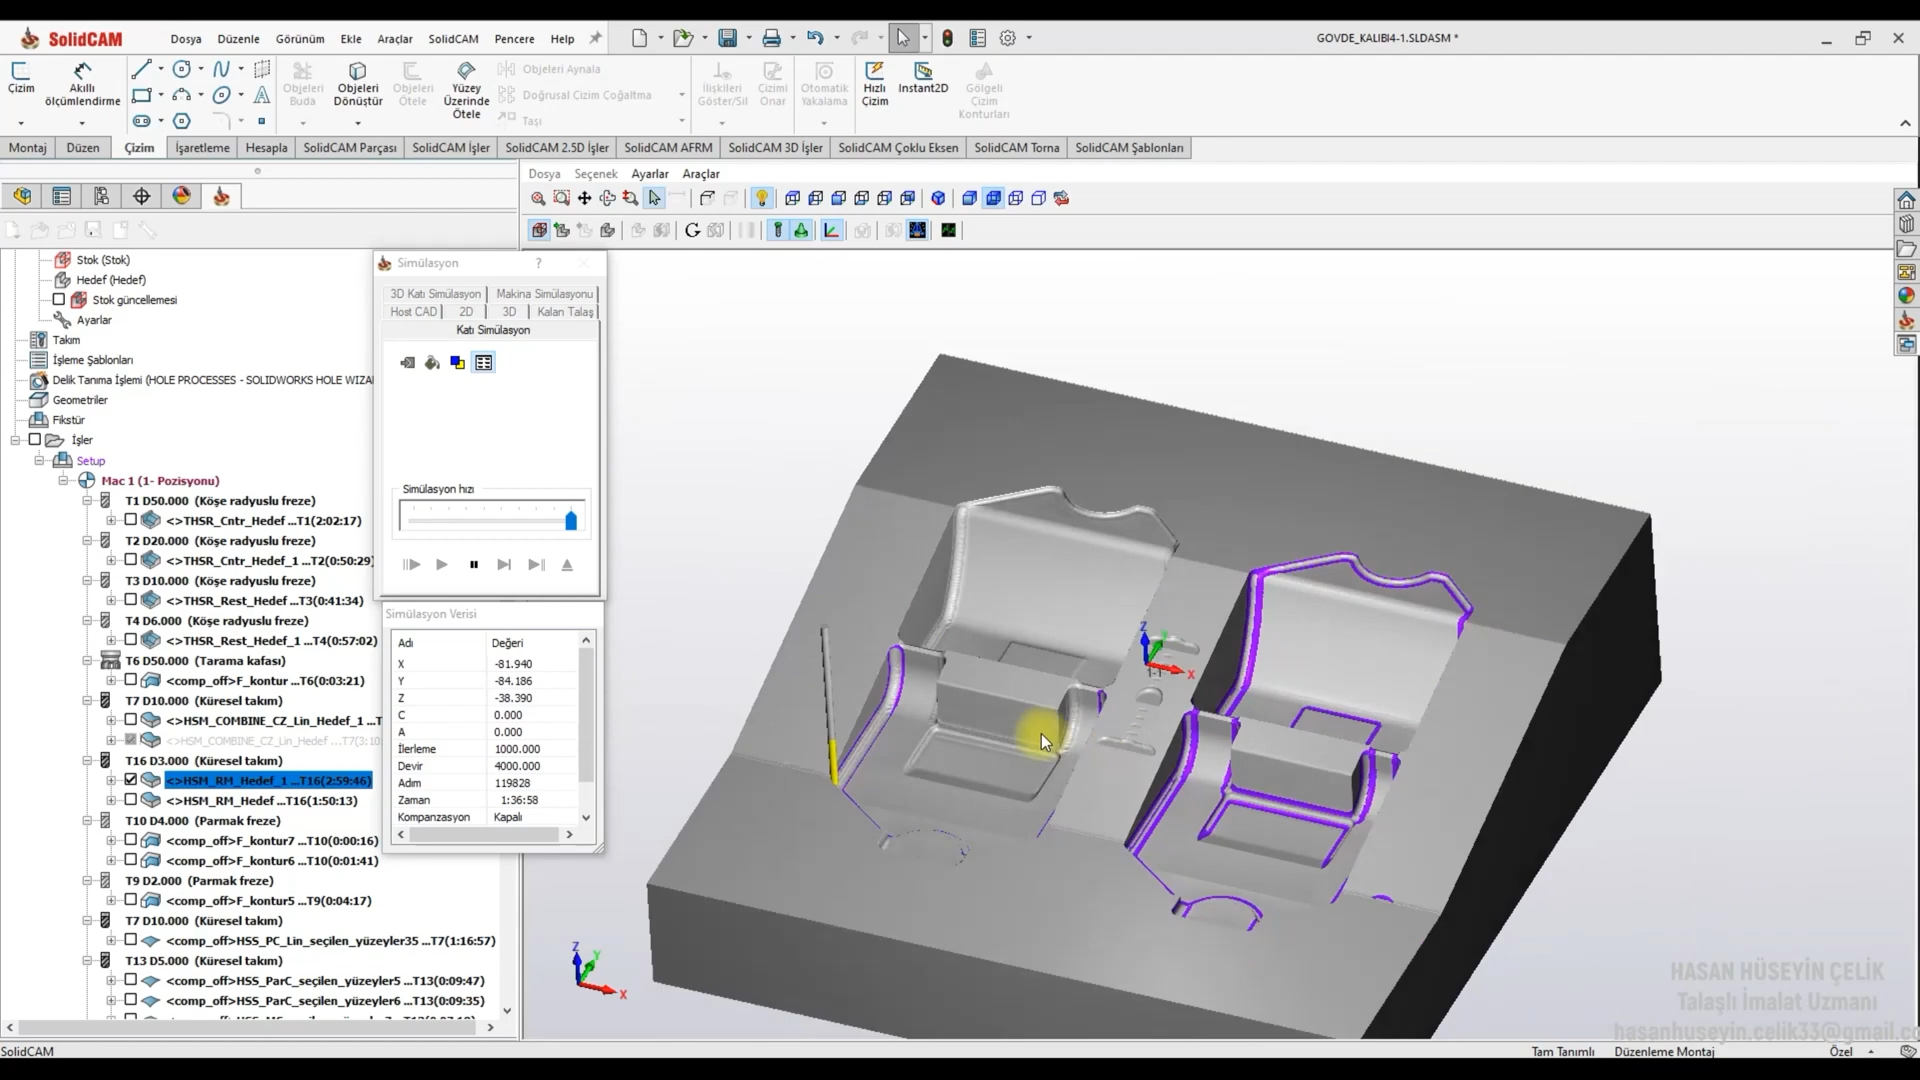 SolidCAM
Dosya Düzenle Görünüm Ekle Araçlar SolidCAM Pencere Help
GOVDE_KALIBI4-1.SLDASM *
Çizim
Akıllı ölçümlendirme
Objeleri Buda
Objeleri Dönüştür
Objeleri Ötele
Yüzey Üzerinde Ötele
Objeleri Aynala
Doğrusal Çizim Çoğaltma
Taşı
İlişkileri Göster/Sil
Çizimi Onar
Otomatik Yakalama
Hızlı Çizim
Instant2D
Gölgeli Çizim Konturları
Montaj Düzen Çizim İşaretleme Hesapla SolidCAM Parçası SolidCAM İşler SolidCAM 2.5D İşler SolidCAM AFRM SolidCAM 3D İşler SolidCAM Çoklu Eksen SolidCAM Torna SolidCAM Şablonları
Dosya Seçenek Ayarlar Araçlar
Stok (Stok)
Hedef (Hedef)
Stok güncellemesi
Ayarlar
Takım
İşleme Şablonları
Delik Tanıma İşlemi (HOLE PROCESSES - SOLIDWORKS HOLE WIZA
Geometriler
Fikstür
İşler
Setup
Mac 1 (1- Pozisyonu)
T1 D50.000 (Köşe radyuslu freze)
<>THSR_Cntr_Hedef ...T1(2:02:17)
T2 D20.000 (Köşe radyuslu freze)
<>THSR_Cntr_Hedef_1 ...T2(0:50:29)
T3 D10.000 (Köşe radyuslu freze)
<>THSR_Rest_Hedef ...T3(0:41:34)
T4 D6.000 (Köşe radyuslu freze)
<>THSR_Rest_Hedef_1 ...T4(0:57:02)
T6 D50.000 (Tarama kafası)
<comp_off>F_kontur ...T6(0:03:21)
T7 D10.000 (Küresel takım)
<>HSM_COMBINE_CZ_Lin_Hedef_1 ...T
<>HSM_COMBINE_CZ_Lin_Hedef ...T7(3:10
T16 D3.000 (Küresel takım)
<>HSM_RM_Hedef_1 ...T16(2:59:46)
<>HSM_RM_Hedef ...T16(1:50:13)
T10 D4.000 (Parmak freze)
<comp_off>F_kontur7 ...T10(0:00:16)
<comp_off>F_kontur6 ...T10(0:01:41)
T9 D2.000 (Parmak freze)
<comp_off>F_kontur5 ...T9(0:04:17)
T7 D10.000 (Küresel takım)
<comp_off>HSS_PC_Lin_seçilen_yüzeyler35 ...T7(1:16:57)
T13 D5.000 (Küresel takım)
<comp_off>HSS_ParC_seçilen_yüzeyler5 ...T13(0:09:47)
<comp_off>HSS_ParC_seçilen_yüzeyler6 ...T13(0:09:35)
Simülasyon ?
3D Katı Simülasyon Makina Simülasyonu
Host CAD 2D 3D Kalan Talaş
Katı Simülasyon
Simülasyon hızı
Simülasyon Verisi
Adı Değeri
X -81.940
Y -84.186
Z -38.390
C 0.000
A 0.000
İlerleme 1000.000
Devir 4000.000
Adım 119828
Zaman 1:36:58
Kompanzasyon Kapalı
Z
X
1-1
Z
Y
X
HASAN HÜSEYİN ÇELİK
Talaşlı İmalat Uzmanı
hasanhuseyin.celik33@gmail.co
SolidCAM
Tam Tanımlı Düzenleme Montaj Özel